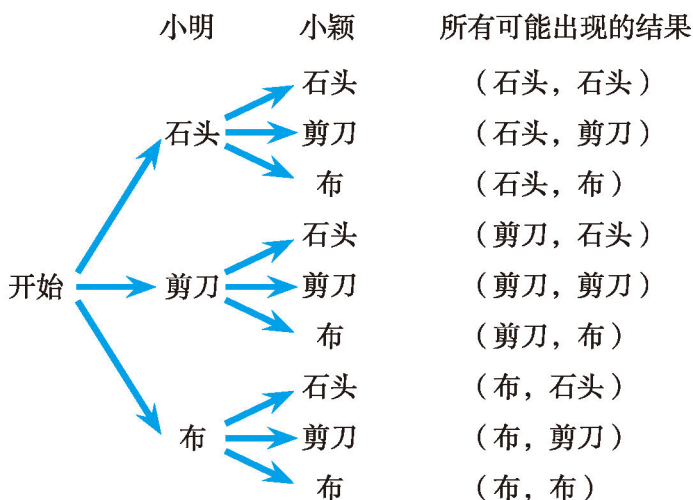 小明 小颖 所有可能出现的结果
石头 （石头，石头）
石头 剪刀 （石头，剪刀）
布 （石头，布）
石头 （剪刀，石头）
开始 剪刀 剪刀 （剪刀，剪刀）
布 （剪刀，布）
石头 （布，石头）
布 剪刀 （布，剪刀）
布 （布，布）